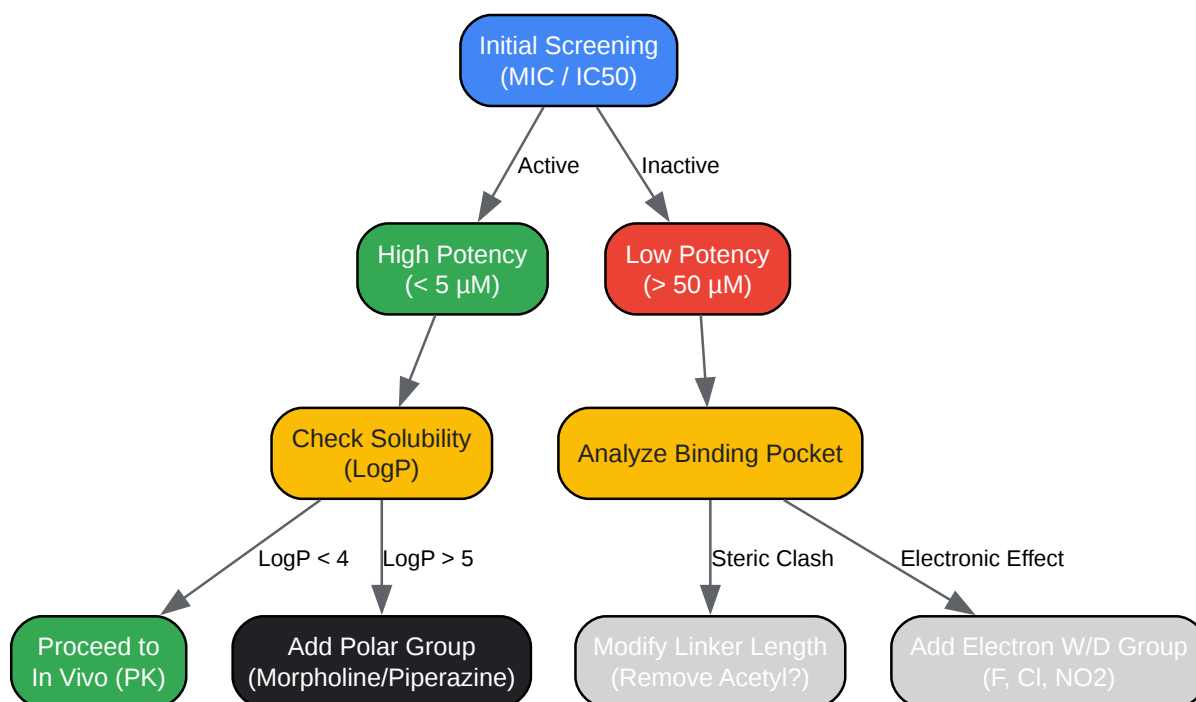 Initial Screening
(MIC / IC50)
Active
Inactive
High Potency
(< 5 µM)
Low Potency
(> 50 µM)
Check Solubility
(LogP)
Analyze Binding Pocket
LogP < 4
LogP > 5
Steric Clash
Electronic Effect
Proceed to
In Vivo (PK)
Add Polar Group
(Morpholine/Piperazine)
Modify Linker Length
(Remove Acetyl?)
Add Electron W/D Group
(F, Cl, NO2)